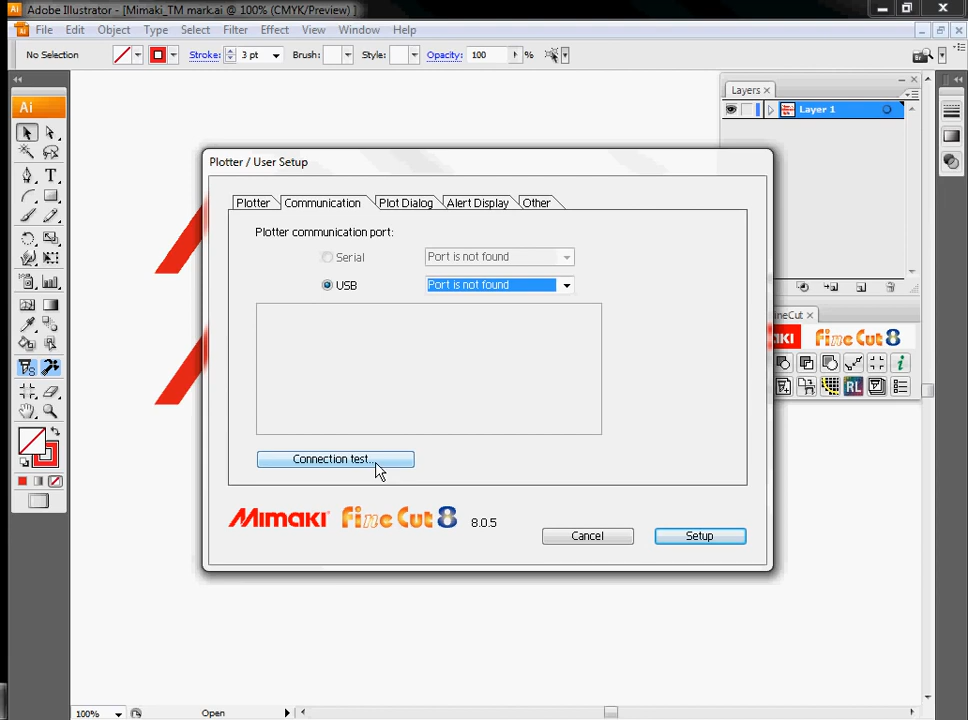 Adobe Illustrator - [Mimaki_TM mark.ai @ 100% (CMYK/Preview) ]
File Edit Object Type Select Filter Effect View Window Help
No Selection Stroke: 3 pt Brush: Style: Opacity: 100 %
Ai
Layers
Layer 1
Plotter / User Setup
Plotter Communication Plot Dialog Alert Display Other
Plotter communication port:
Serial Port is not found
USB Port is not found
Connection test...
Mimaki Fine Cut 8 8.0.5
Cancel Setup
ineCut
AKI Fine Cut 8
RL
100% Open